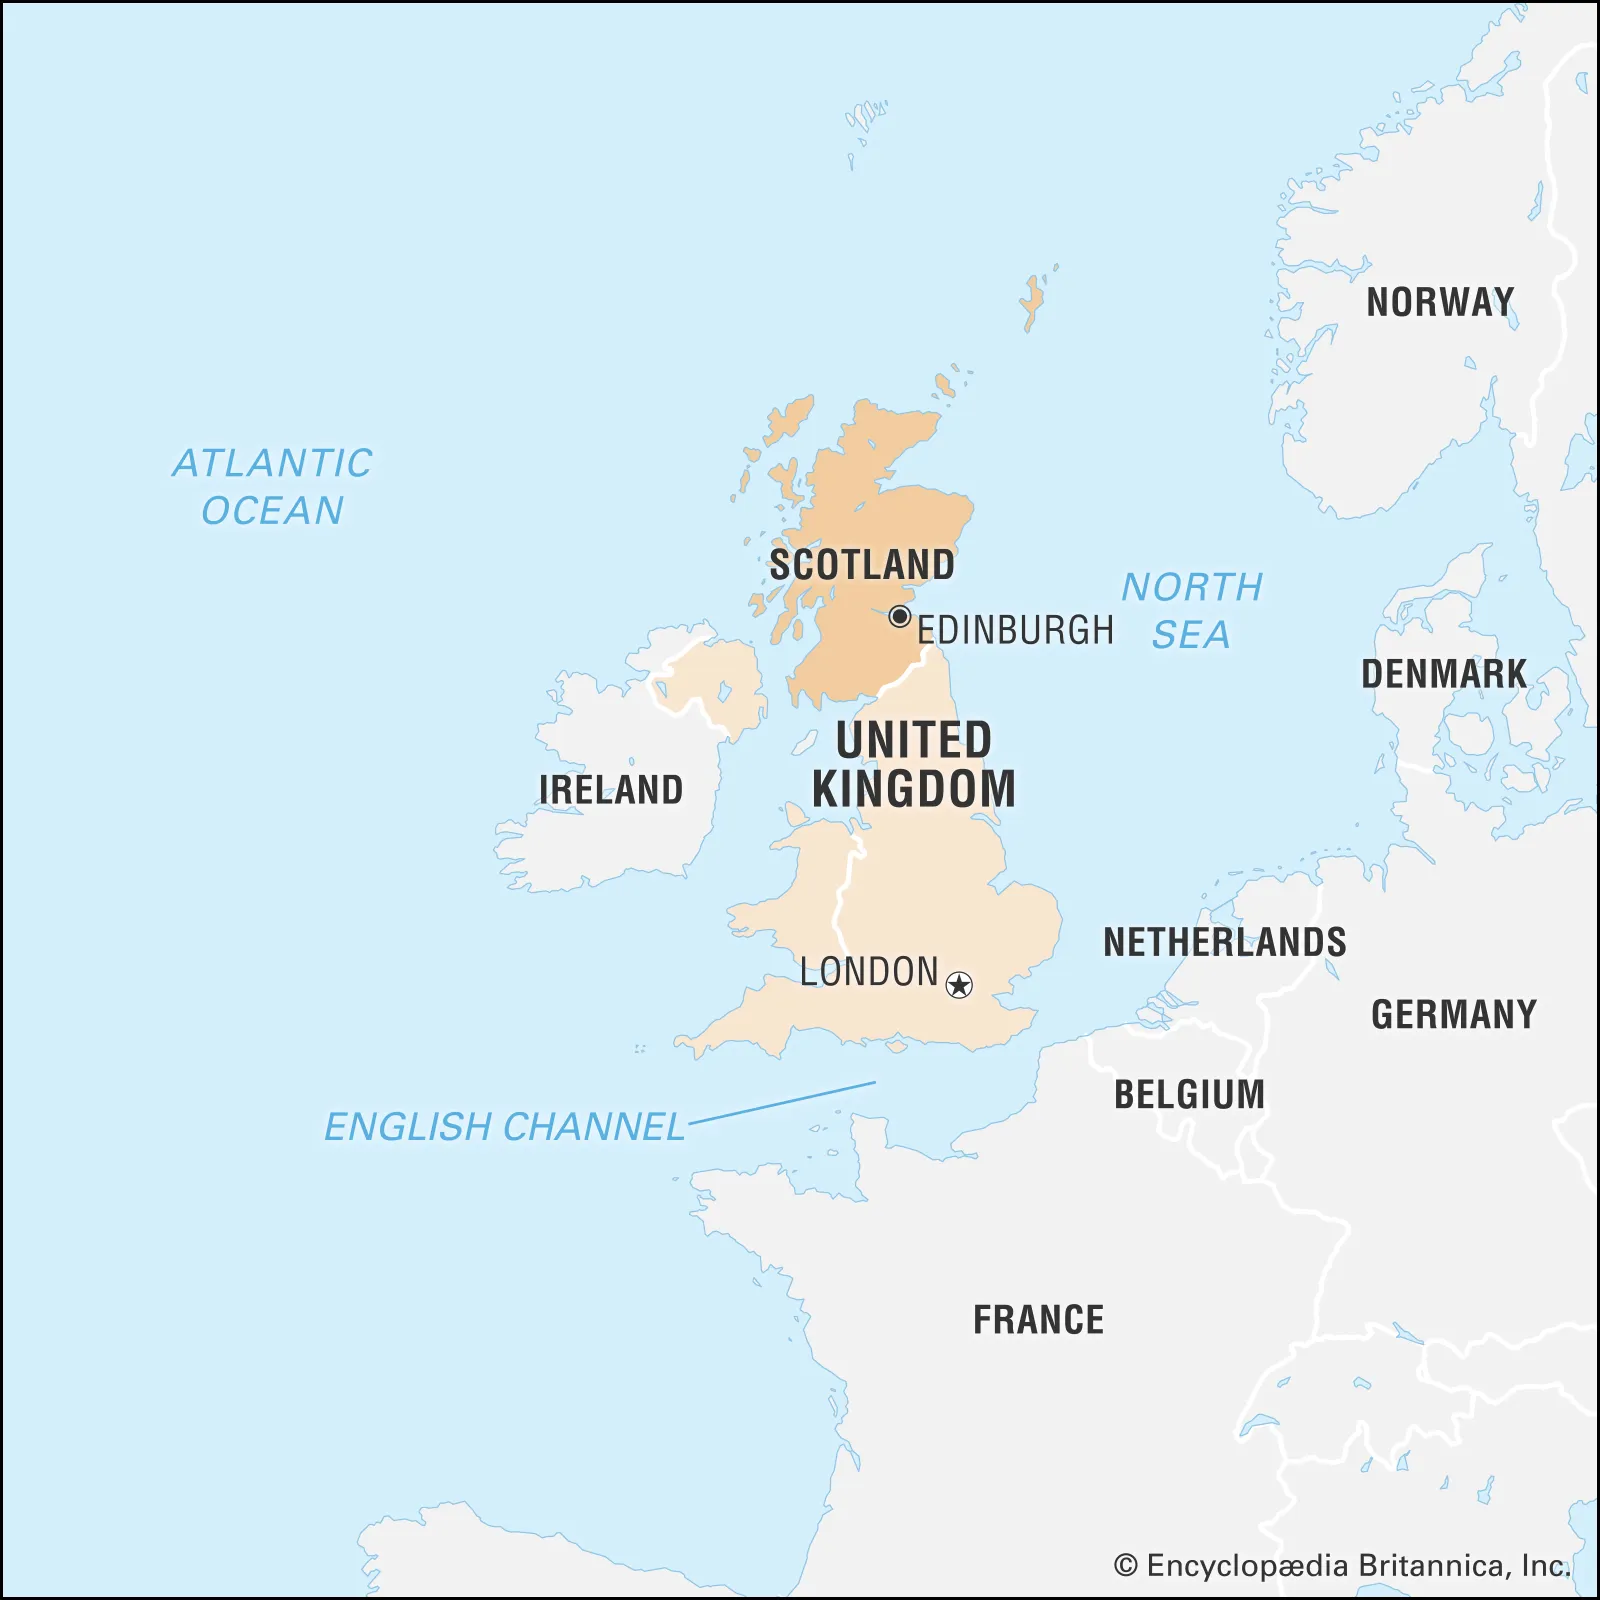 NORWAY
ATLANTIC
OCEAN
SCOTLAND
NORTH
SEA
EDINBURGH
DENMARK
UNITED
KINGDOM
IRELAND
NETHERLANDS
LONDON
GERMANY
BELGIUM
ENGLISH CHANNEL
FRANCE
© Encyclopædia Britannica, Inc.